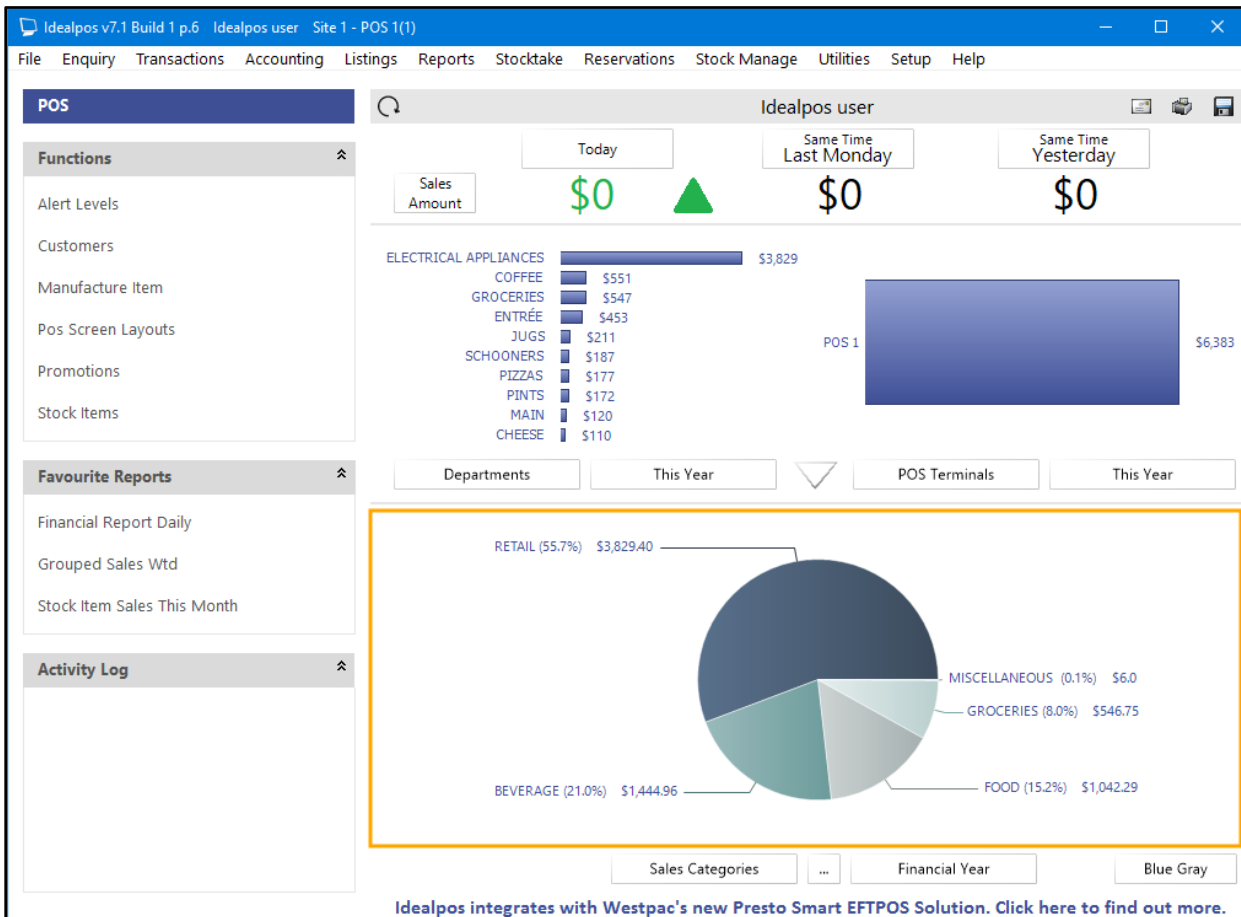 Idealpos v7.1 Build 1 p.6 Idealpos user Site 1 - POS 1(1)
File Enquiry Transactions Accounting Listings Reports Stocktake Reservations Stock Manage Utilities Setup Help
POS
Functions
Alert Levels
Customers
Manufacture Item
Pos Screen Layouts
Promotions
Stock Items
Favourite Reports
Financial Report Daily
Grouped Sales Wtd
Stock Item Sales This Month
Activity Log
Idealpos user
Today
Same Time
Last Monday
Same Time
Yesterday
Sales
Amount
$0 $0 $0
ELECTRICAL APPLIANCES $3,829
COFFEE $551
GROCERIES $547
ENTRÉE $453
JUGS $211
SCHOONERS $187
PIZZAS $177
PINTS $172
MAIN $120
CHEESE $110
POS 1 $6,383
Departments This Year POS Terminals This Year
RETAIL (55.7%) $3,829.40
MISCELLANEOUS (0.1%) $6.0
GROCERIES (8.0%) $546.75
FOOD (15.2%) $1,042.29
BEVERAGE (21.0%) $1,444.96
Sales Categories ... Financial Year Blue Gray
Idealpos integrates with Westpac's new Presto Smart EFTPOS Solution. Click here to find out more.